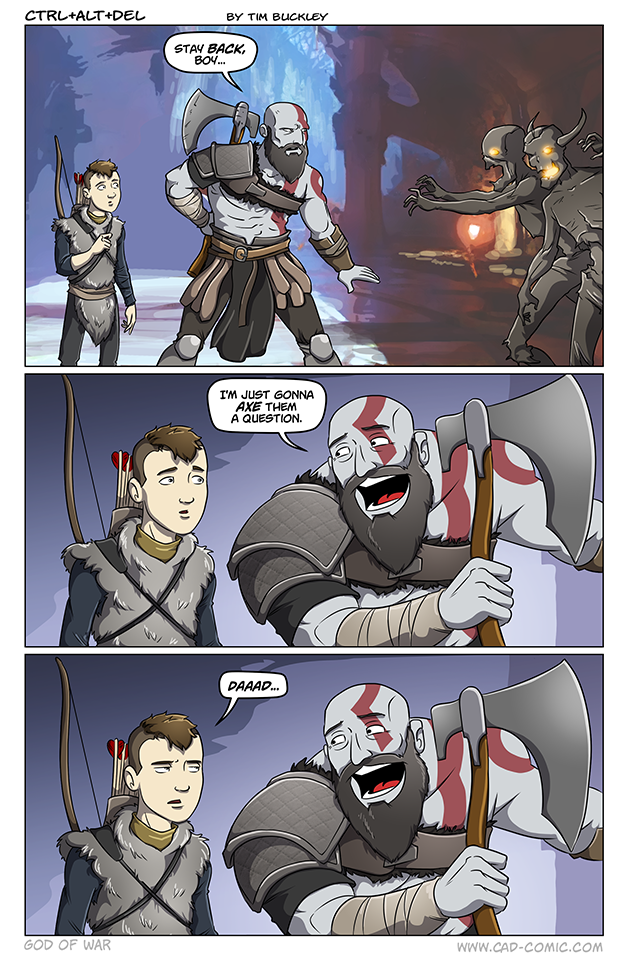 CTRL+ALT+DEL BY TIM BUCKLEY
STAY BACK,
BOY...
I'M JUST GONNA
AXE THEM
A QUESTION.
DAAAD...
GOD OF WAR WWW.CAD-COMIC.COM